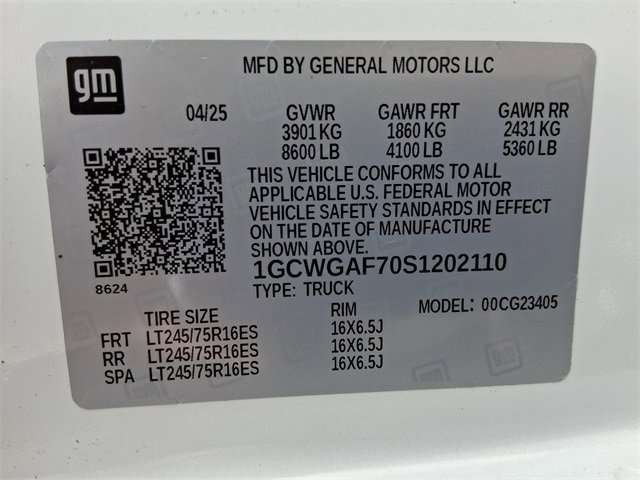 gm
MFD BY GENERAL MOTORS LLC
04/25 GVWR GAWR FRT GAWR RR
3901 KG 1860 KG 2431 KG
8600 LB 4100 LB 5360 LB
THIS VEHICLE CONFORMS TO ALL
APPLICABLE U.S. FEDERAL MOTOR
VEHICLE SAFETY STANDARDS IN EFFECT
ON THE DATE OF MANUFACTURE
SHOWN ABOVE.
1GCWGAF70S1202110
8624
TYPE: TRUCK MODEL: 00CG23405
TIRE SIZE RIM
FRT LT245/75R16ES 16X6.5J
RR LT245/75R16ES 16X6.5J
SPA LT245/75R16ES 16X6.5J